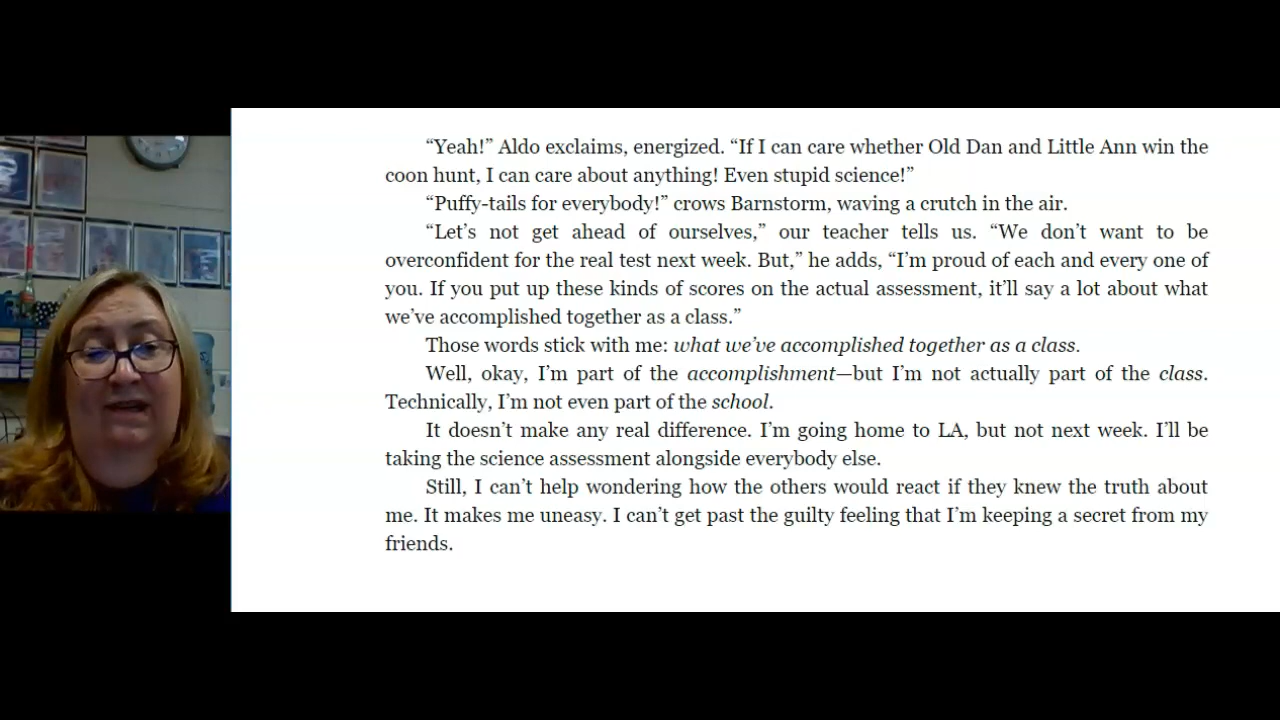 “Yeah!” Aldo exclaims, energized. “If I can care whether Old Dan and Little Ann win the
coon hunt, I can care about anything! Even stupid science!”
“Puffy-tails for everybody!” crows Barnstorm, waving a crutch in the air.
“Let’s not get ahead of ourselves,” our teacher tells us. “We don’t want to be
overconfident for the real test next week. But,” he adds, “I’m proud of each and every one of
you. If you put up these kinds of scores on the actual assessment, it’ll say a lot about what
we’ve accomplished together as a class.”
Those words stick with me: what we’ve accomplished together as a class.
Well, okay, I’m part of the accomplishment—but I’m not actually part of the class.
Technically, I’m not even part of the school.
It doesn’t make any real difference. I’m going home to LA, but not next week. I’ll be
taking the science assessment alongside everybody else.
Still, I can’t help wondering how the others would react if they knew the truth about
me. It makes me uneasy. I can’t get past the guilty feeling that I’m keeping a secret from my
friends.